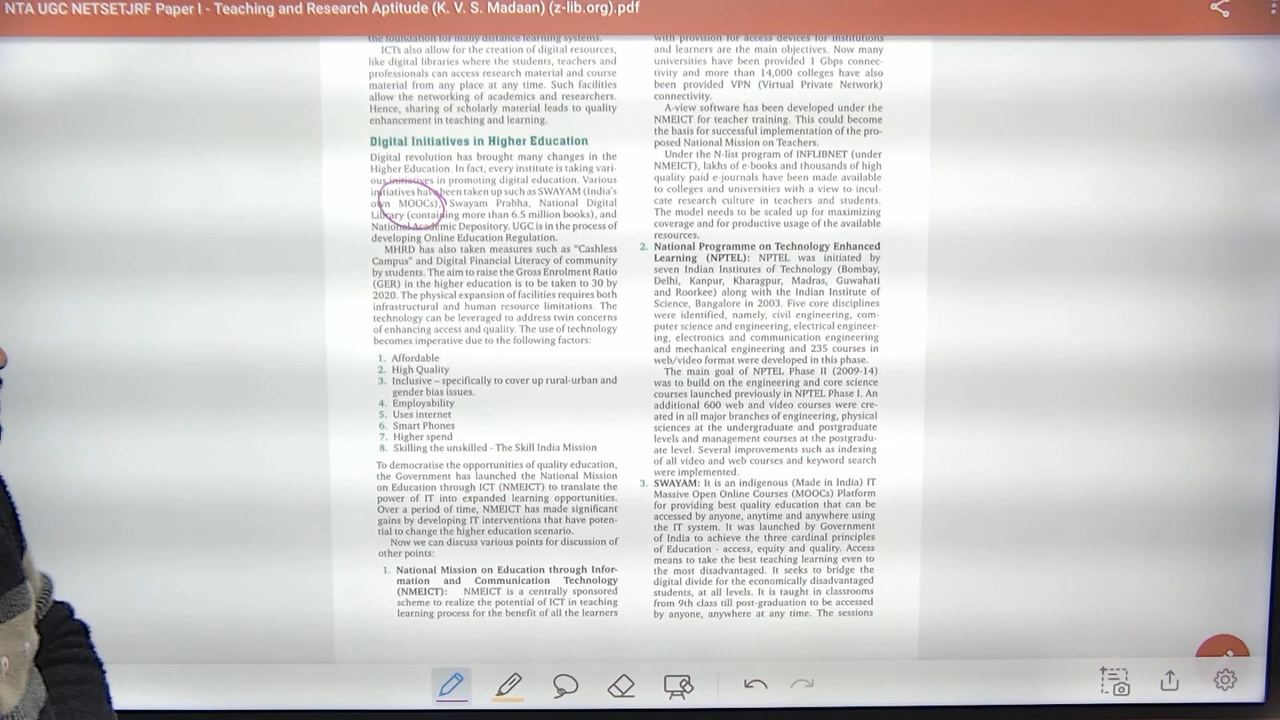 NTA UGC NETSETJRF Paper I - Teaching and Research Aptitude (K. V. S. Madaan) (z-lib.org).pdf
the foundation for many distance learning systems.
ICTs also allow for the creation of digital resources,
like digital libraries where the students, teachers and
professionals can access research material and course
material from any place at any time. Such facilities
allow the networking of academics and researchers.
Hence, sharing of scholarly material leads to quality
enhancement in teaching and learning.
Digital Initiatives in Higher Education
Digital revolution has brought many changes in the
Higher Education. In fact, every institute is taking vari-
ous initiatives in promoting digital education. Various
initiatives have been taken up such as SWAYAM (India's
own MOOCs), Swayam Prabha, National Digital
Library (containing more than 6.5 million books), and
National Academic Depository. UGC is in the process of
developing Online Education Regulation.
MHRD has also taken measures such as “Cashless
Campus” and Digital Financial Literacy of community
by students. The aim to raise the Gross Enrolment Ratio
(GER) in the higher education is to be taken to 30 by
2020. The physical expansion of facilities requires both
infrastructural and human resource limitations. The
technology can be leveraged to address twin concerns
of enhancing access and quality. The use of technology
becomes imperative due to the following factors:
1. Affordable
2. High Quality
3. Inclusive – specifically to cover up rural-urban and
gender bias issues.
4. Employability
5. Uses internet
6. Smart Phones
7. Higher spend
8. Skilling the unskilled - The Skill India Mission
To democratise the opportunities of quality education,
the Government has launched the National Mission
on Education through ICT (NMEICT) to translate the
power of IT into expanded learning opportunities.
Over a period of time, NMEICT has made significant
gains by developing IT interventions that have poten-
tial to change the higher education scenario.
Now we can discuss various points for discussion of
other points:
1. National Mission on Education through Infor-
mation and Communication Technology
(NMEICT): NMEICT is a centrally sponsored
scheme to realize the potential of ICT in teaching
learning process for the benefit of all the learners
with provision for access devices for institutions
and learners are the main objectives. Now many
universities have been provided 1 Gbps connec-
tivity and more than 14,000 colleges have also
been provided VPN (Virtual Private Network)
connectivity.
A-view software has been developed under the
NMEICT for teacher training. This could become
the basis for successful implementation of the pro-
posed National Mission on Teachers.
Under the N-list program of INFLIBNET (under
NMEICT), lakhs of e-books and thousands of high
quality paid e-journals have been made available
to colleges and universities with a view to incul-
cate research culture in teachers and students.
The model needs to be scaled up for maximizing
coverage and for productive usage of the available
resources.
2. National Programme on Technology Enhanced
Learning (NPTEL): NPTEL was initiated by
seven Indian Institutes of Technology (Bombay,
Delhi, Kanpur, Kharagpur, Madras, Guwahati
and Roorkee) along with the Indian Institute of
Science, Bangalore in 2003. Five core disciplines
were identified, namely, civil engineering, com-
puter science and engineering, electrical engineer-
ing, electronics and communication engineering
and mechanical engineering and 235 courses in
web/video format were developed in this phase.
The main goal of NPTEL Phase II (2009-14)
was to build on the engineering and core science
courses launched previously in NPTEL Phase I. An
additional 600 web and video courses were cre-
ated in all major branches of engineering, physical
sciences at the undergraduate and postgraduate
levels and management courses at the postgradu-
ate level. Several improvements such as indexing
of all video and web courses and keyword search
were implemented.
3. SWAYAM: It is an indigenous (Made in India) IT
Massive Open Online Courses (MOOCs) Platform
for providing best quality education that can be
accessed by anyone, anytime and anywhere using
the IT system. It was launched by Government
of India to achieve the three cardinal principles
of Education - access, equity and quality. Access
means to take the best teaching learning even to
the most disadvantaged. It seeks to bridge the
digital divide for the economically disadvantaged
students, at all levels. It is taught in classrooms
from 9th class till post-graduation to be accessed
by anyone, anywhere at any time. The sessions